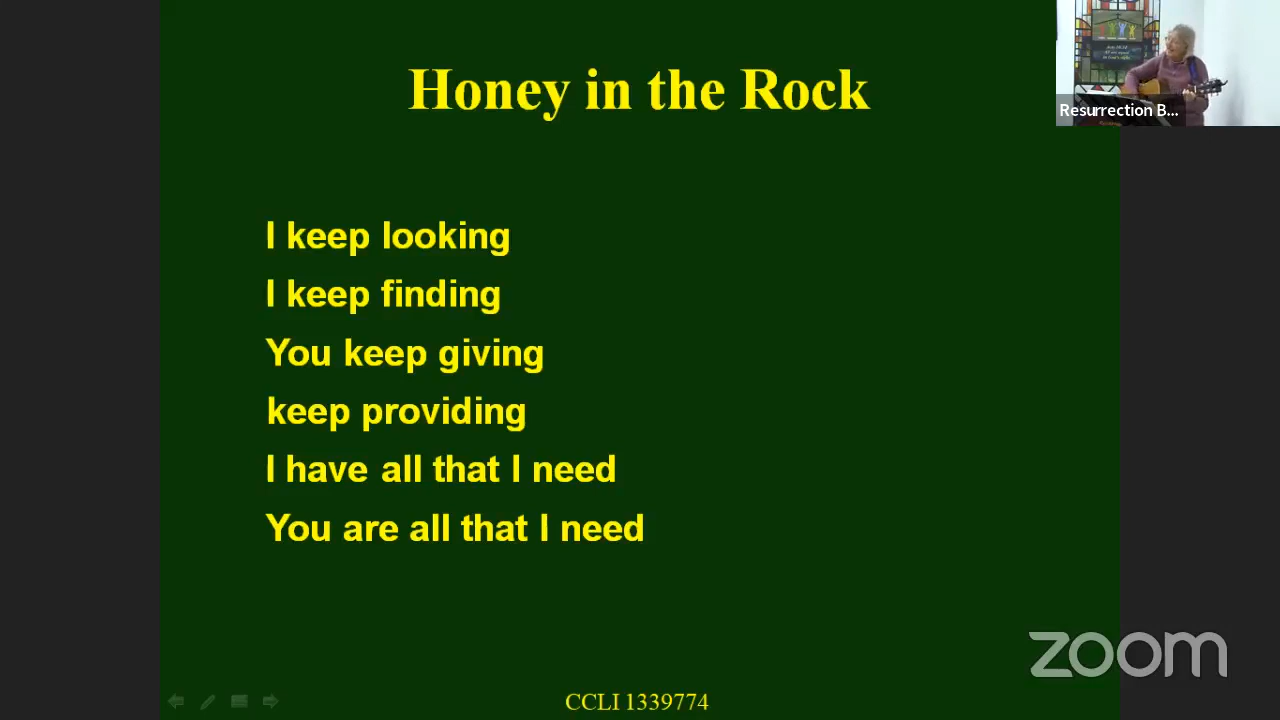 Honey in the Rock
Resurrection B...
I keep looking
I keep finding
You keep giving
keep providing
I have all that I need
You are all that I need
zoom
CCLI 1339774